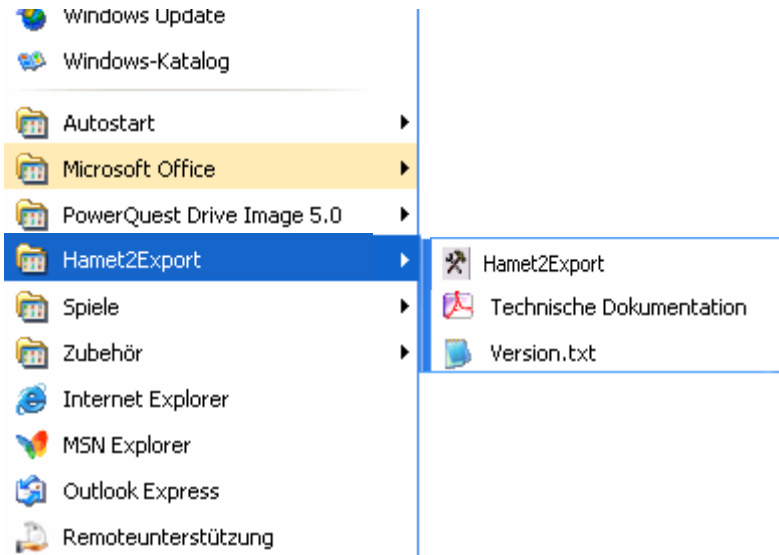 Windows Update
Windows-Katalog
Autostart
Microsoft Office
PowerQuest Drive Image 5.0
Hamet2Export
Spiele
Zubehör
Internet Explorer
MSN Explorer
Outlook Express
Remoteunterstützung
Hamet2Export
Technische Dokumentation
Version.txt